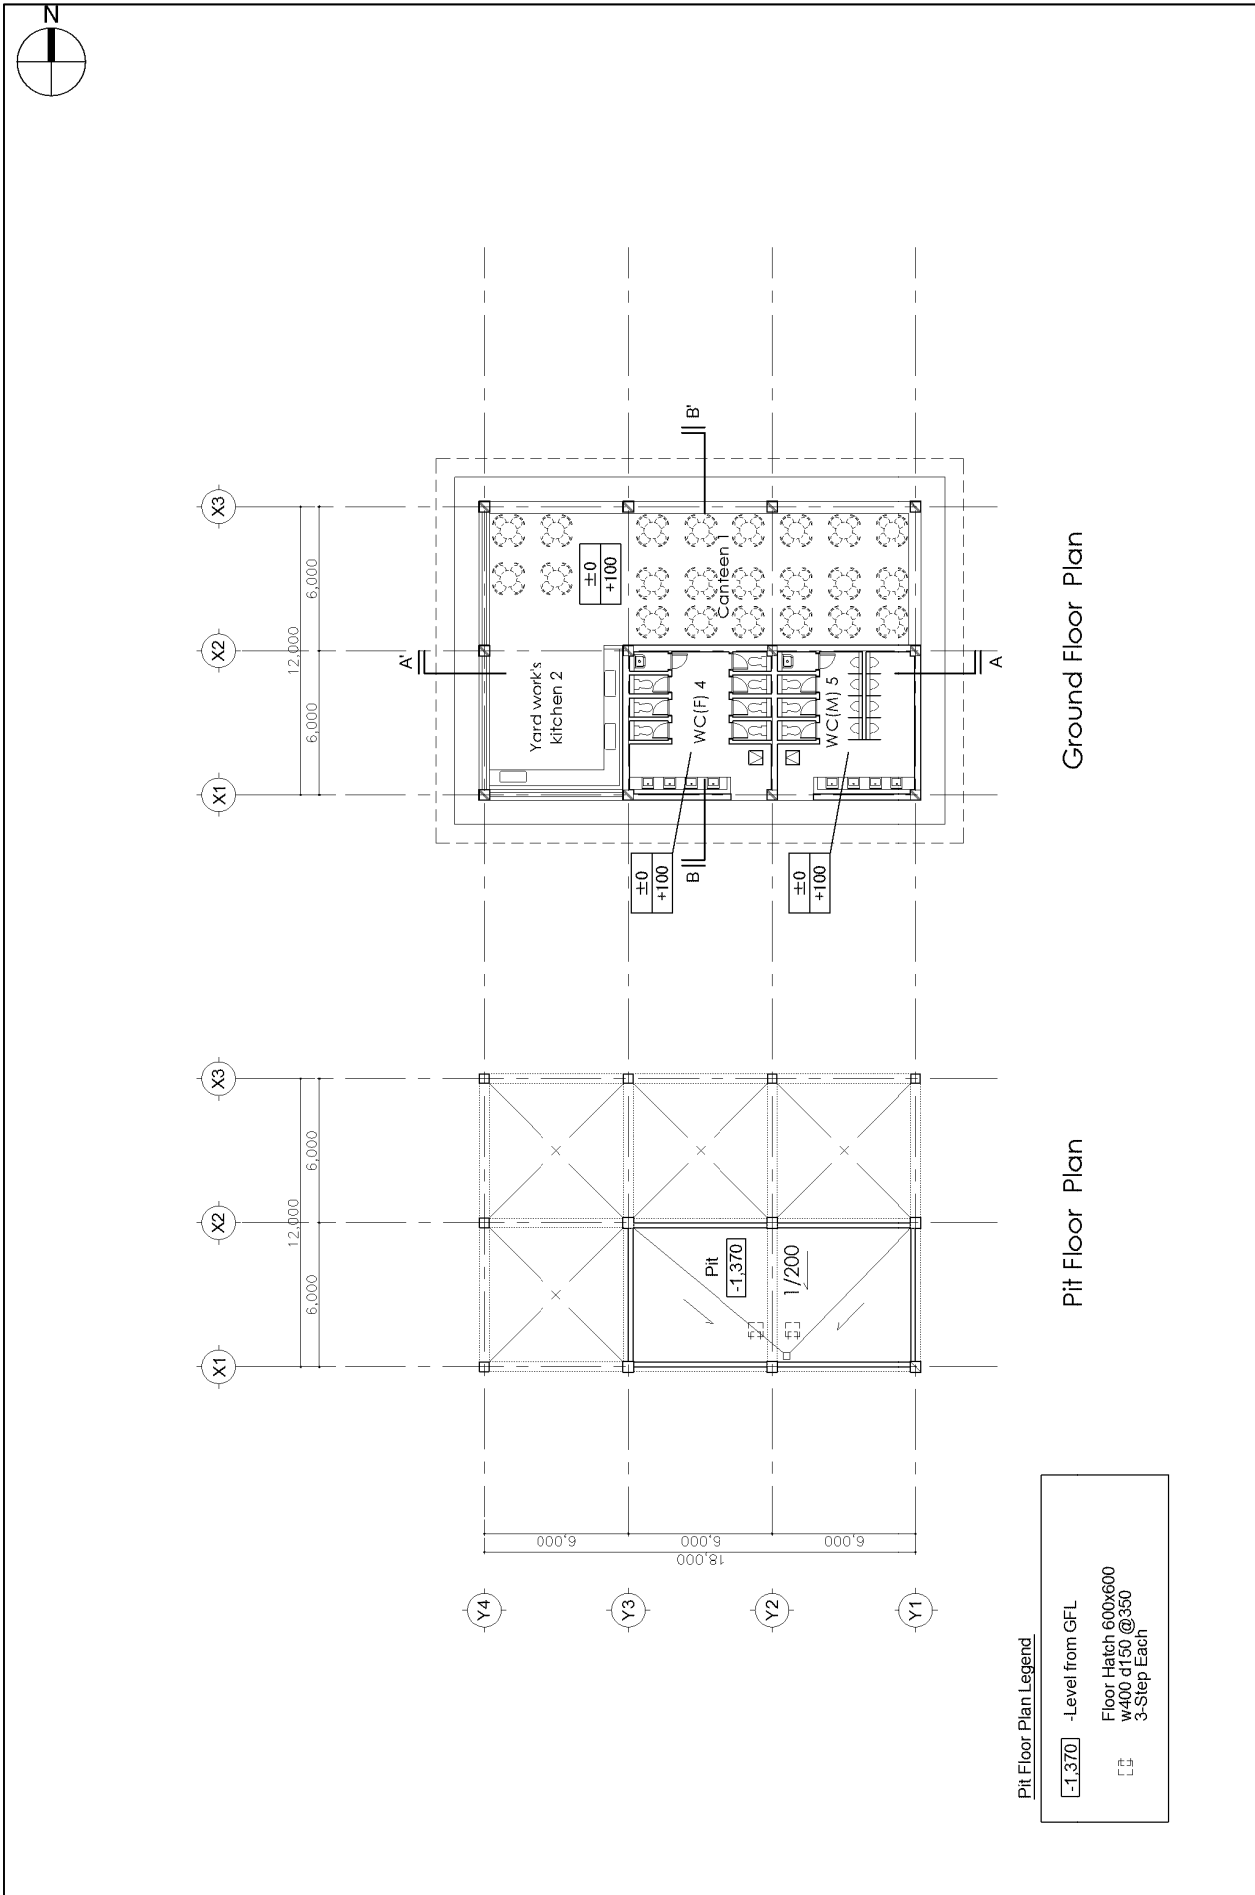 N
X1
X2
X3
12,000
6,000
6,000
X1
X2
X3
12,000
6,000
6,000
A'
Yard work's
kitchen 2
±0
+100
Canteen 1
B'
WC(F) 4
WC(M) 5
±0
+100
B
±0
+100
A
Ground Floor Plan
Pit
-1,370
1/200
Pit Floor Plan
Y4
Y3
Y2
Y1
6,000
6,000
6,000
18,000
Pit Floor Plan Legend
-1,370 -Level from GFL
Floor Hatch 600x600
w400 d150 @350
3-Step Each